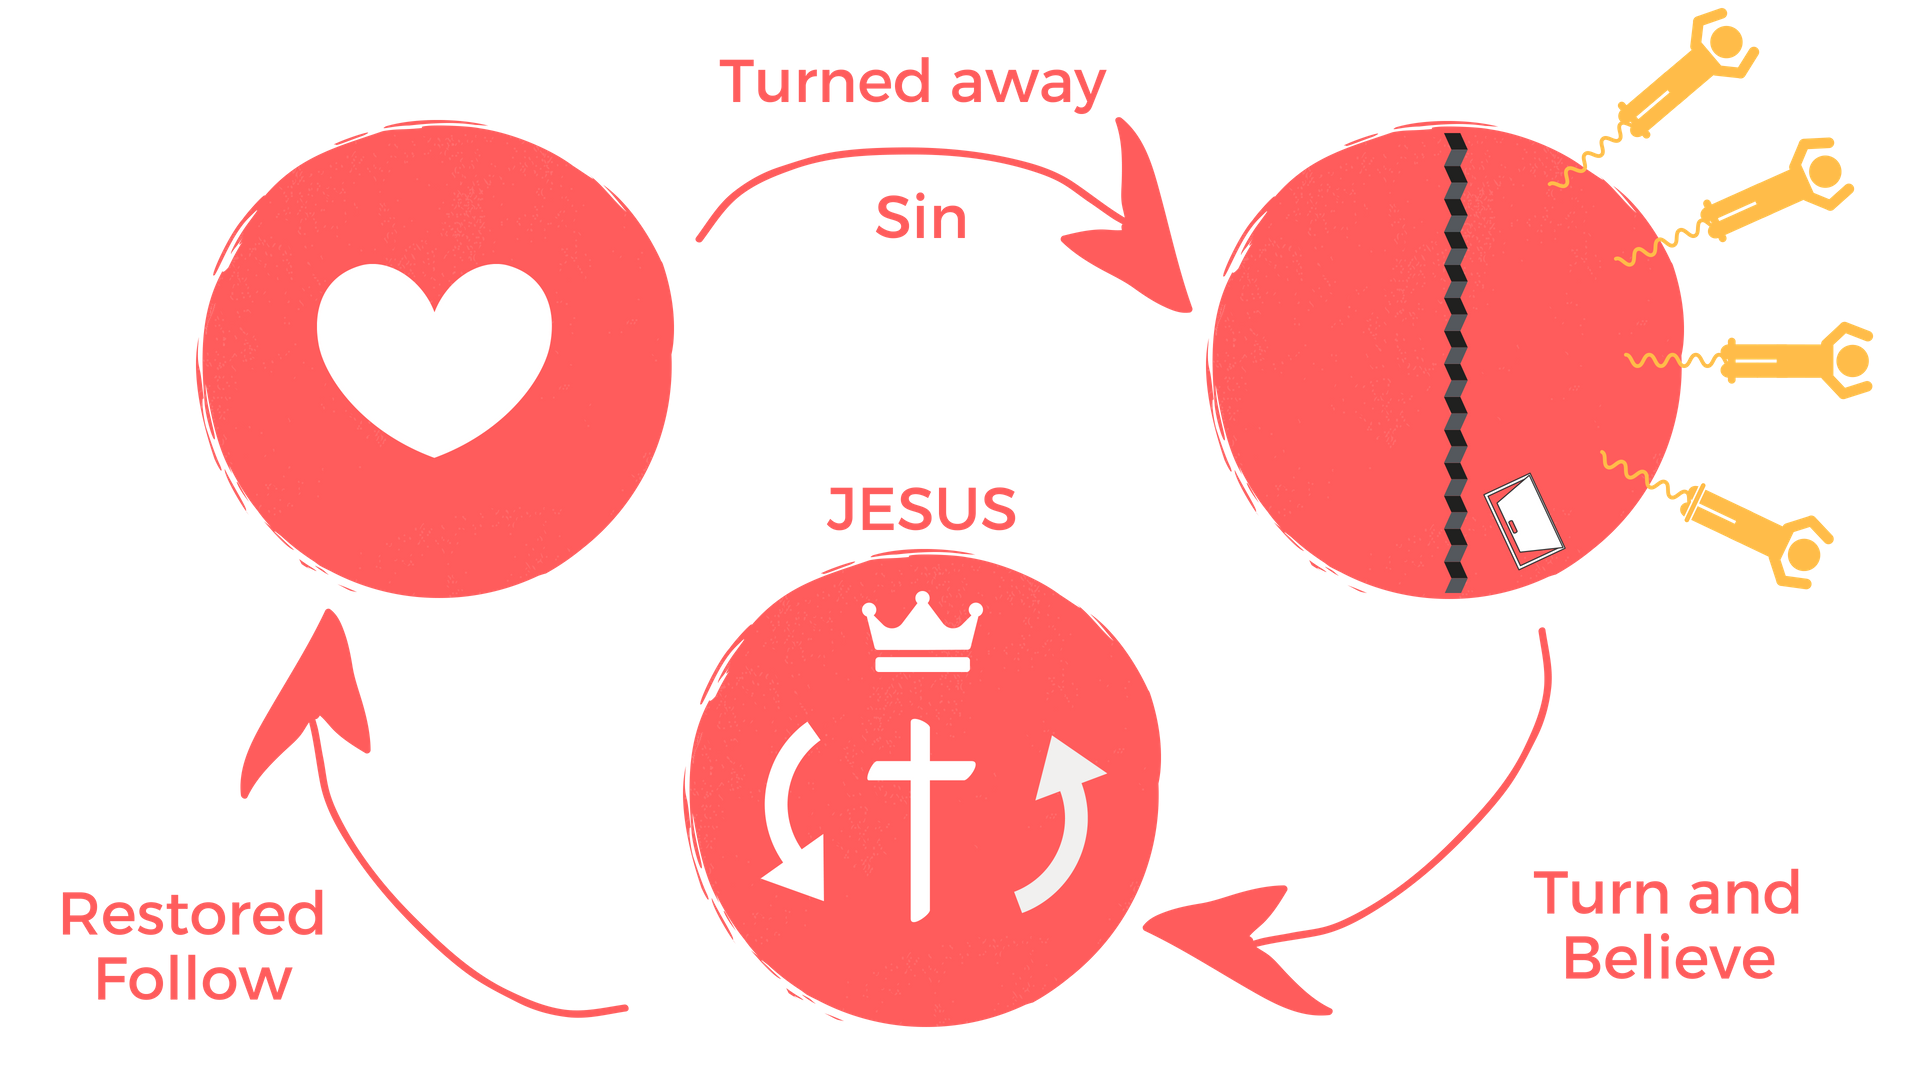 Turned away
Sin
JESUS
Turn and
Believe
Restored
Follow